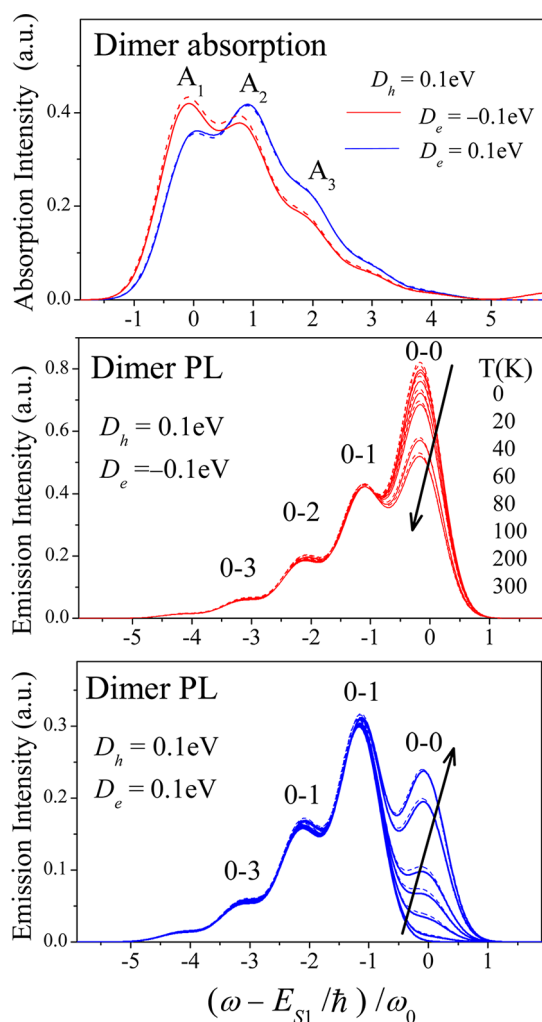 Dimer absorption
A1
A2
A3
Dh = 0.1eV
De = –0.1eV
De = 0.1eV
Absorption Intensity (a.u.)
0.4
0.2
0.0
-1 0 1 2 3 4 5
Dimer PL
Dh = 0.1eV
De =–0.1eV
0-0
0-1
0-2
0-3
T(K)
0
20
40
60
80
100
200
300
Emission Intensity (a.u.)
0.8
0.6
0.4
0.2
0.0
-5 -4 -3 -2 -1 0 1
Dimer PL
Dh = 0.1eV
De = 0.1eV
0-1
0-0
0-1
0-3
Emission Intensity (a.u.)
0.3
0.2
0.1
0.0
-5 -4 -3 -2 -1 0 1
(ω – ES1 /ħ) / ω0